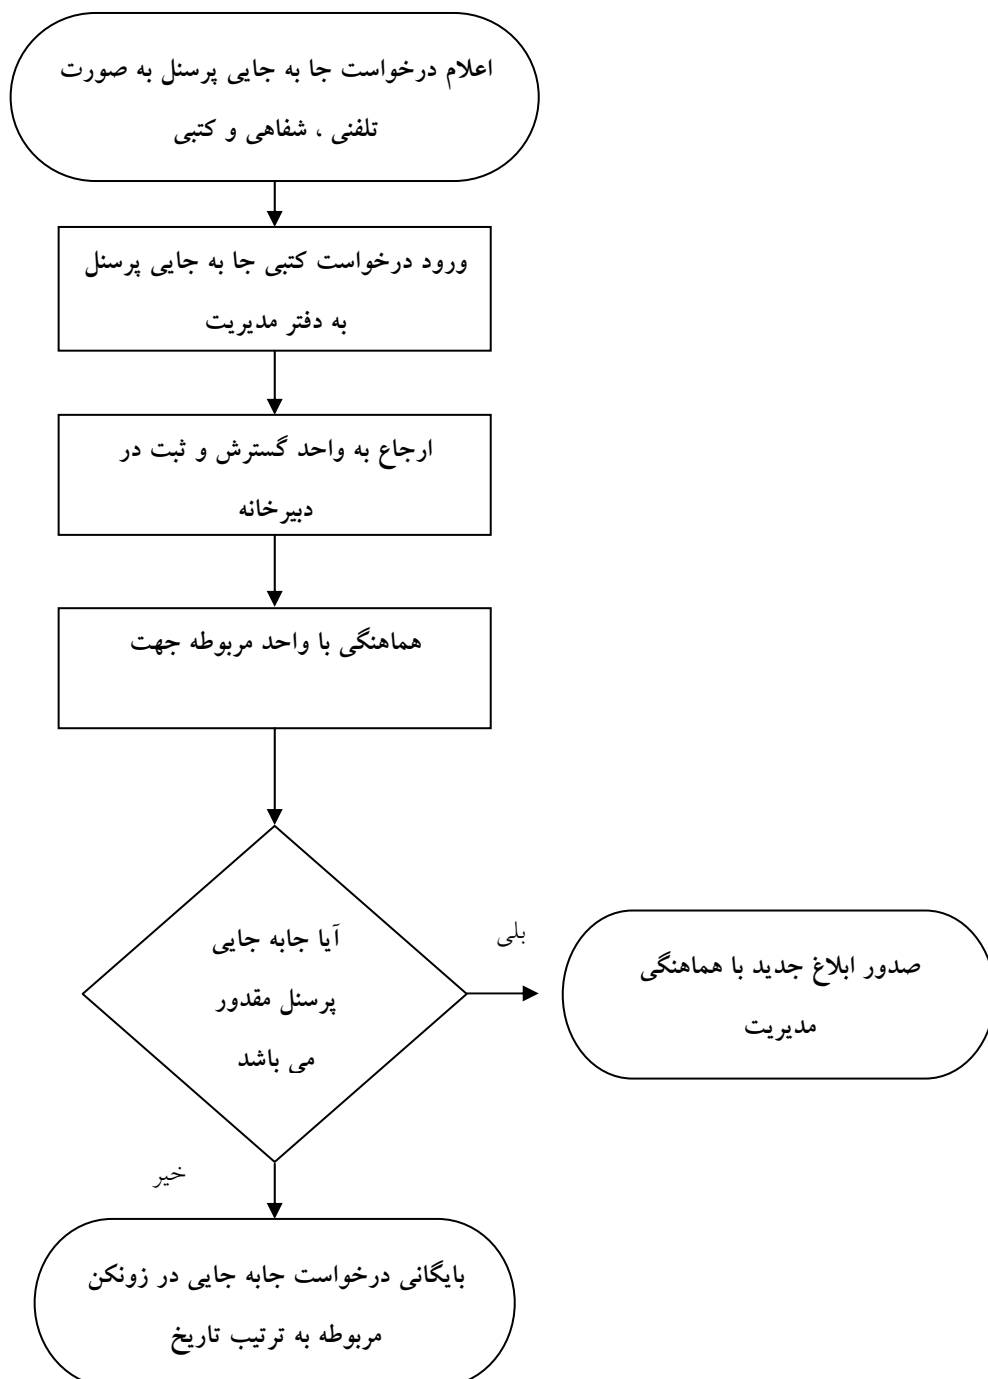 اعلام درخواست جا به جایی پرسنل به صورت
تلفنی ، شفاهی و کتبی
ورود درخواست کتبی جا به جایی پرسنل
به دفتر مدیریت
ارجاع به واحد گسترش و ثبت در
دبیرخانه
هماهنگی با واحد مربوطه جهت
آیا جابه جایی
پرسنل مقدور
می باشد
بلی
صدور ابلاغ جدید با هماهنگی
مدیریت
خیر
بایگانی درخواست جابه جایی در زونکن
مربوطه به ترتیب تاریخ